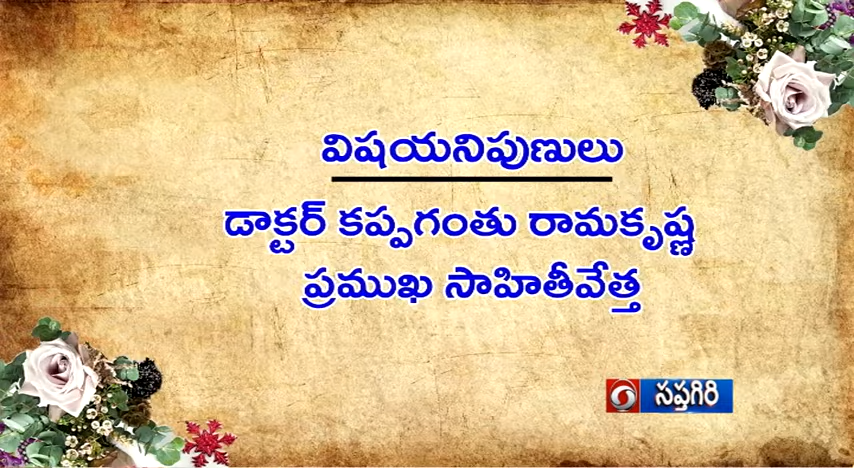 విషయనిపుణులు
డాక్టర్ కప్పగంతు రామకృష్ణ
ప్రముఖ సాహితీవేత్త
సప్తగిరి